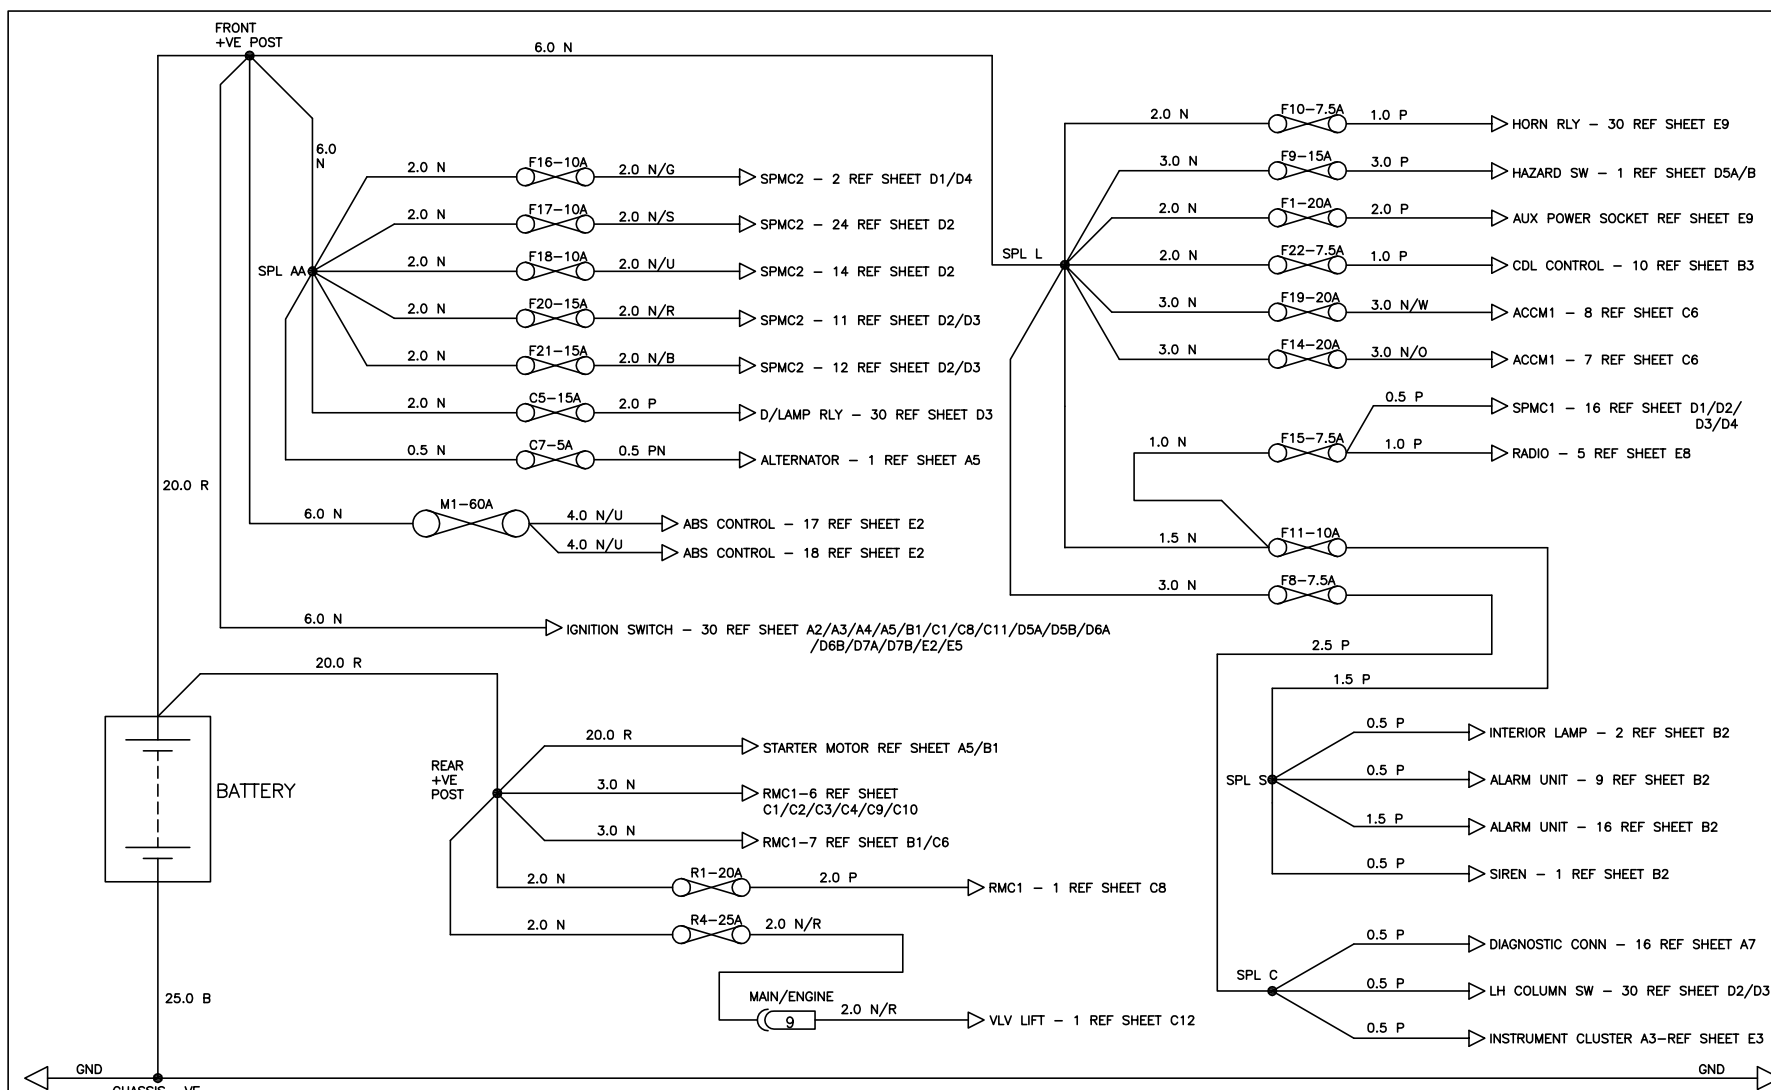 FRONT
+VE POST
6.0 N
6.0
N
2.0 N
F16-10A
2.0 N/G
SPMC2 - 2 REF SHEET D1/D4
2.0 N
F17-10A
2.0 N/S
SPMC2 - 24 REF SHEET D2
SPL AA
2.0 N
F18-10A
2.0 N/U
SPMC2 - 14 REF SHEET D2
2.0 N
F20-15A
2.0 N/R
SPMC2 - 11 REF SHEET D2/D3
2.0 N
F21-15A
2.0 N/B
SPMC2 - 12 REF SHEET D2/D3
2.0 N
C5-15A
2.0 P
D/LAMP RLY - 30 REF SHEET D3
0.5 N
C7-5A
0.5 PN
ALTERNATOR - 1 REF SHEET A5
20.0 R
6.0 N
M1-60A
4.0 N/U
ABS CONTROL - 17 REF SHEET E2
4.0 N/U
ABS CONTROL - 18 REF SHEET E2
6.0 N
IGNITION SWITCH - 30 REF SHEET A2/A3/A4/A5/B1/C1/C8/C11/D5A/D5B/D6A
/D6B/D7A/D7B/E2/E5
SPL L
2.0 N
F10-7.5A
1.0 P
HORN RLY - 30 REF SHEET E9
3.0 N
F9-15A
3.0 P
HAZARD SW - 1 REF SHEET D5A/B
2.0 N
F1-20A
2.0 P
AUX POWER SOCKET REF SHEET E9
2.0 N
F22-7.5A
1.0 P
CDL CONTROL - 10 REF SHEET B3
3.0 N
F19-20A
3.0 N/W
ACCM1 - 8 REF SHEET C6
3.0 N
F14-20A
3.0 N/O
ACCM1 - 7 REF SHEET C6
0.5 P
SPMC1 - 16 REF SHEET D1/D2/
D3/D4
1.0 N
F15-7.5A
1.0 P
RADIO - 5 REF SHEET E8
1.5 N
F11-10A
3.0 N
F8-7.5A
2.5 P
1.5 P
20.0 R
BATTERY
REAR
+VE
POST
20.0 R
STARTER MOTOR REF SHEET A5/B1
3.0 N
RMC1-6 REF SHEET
C1/C2/C3/C4/C9/C10
3.0 N
RMC1-7 REF SHEET B1/C6
2.0 N
R1-20A
2.0 P
RMC1 - 1 REF SHEET C8
2.0 N
R4-25A
2.0 N/R
MAIN/ENGINE
9
2.0 N/R
VLV LIFT - 1 REF SHEET C12
SPL S
0.5 P
INTERIOR LAMP - 2 REF SHEET B2
0.5 P
ALARM UNIT - 9 REF SHEET B2
1.5 P
ALARM UNIT - 16 REF SHEET B2
0.5 P
SIREN - 1 REF SHEET B2
SPL C
0.5 P
DIAGNOSTIC CONN - 16 REF SHEET A7
0.5 P
LH COLUMN SW - 30 REF SHEET D2/D3
0.5 P
INSTRUMENT CLUSTER A3-REF SHEET E3
25.0 B
GND
GND
CHASSIS -VE